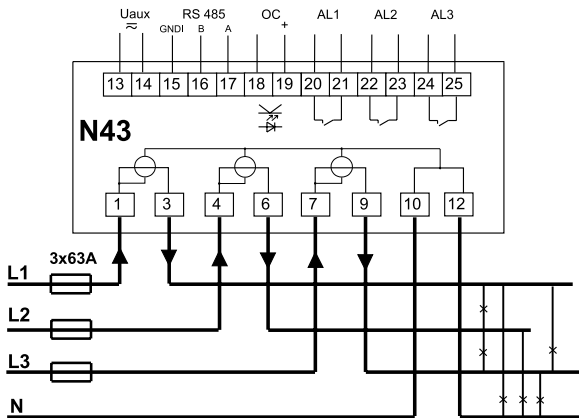 Uaux RS 485 OC AL1 AL2 AL3
GNDI B A +
13 14 15 16 17 18 19 20 21 22 23 24 25
N43
1 3 4 6 7 9 10 12
3x63A
L1
L2
L3
N